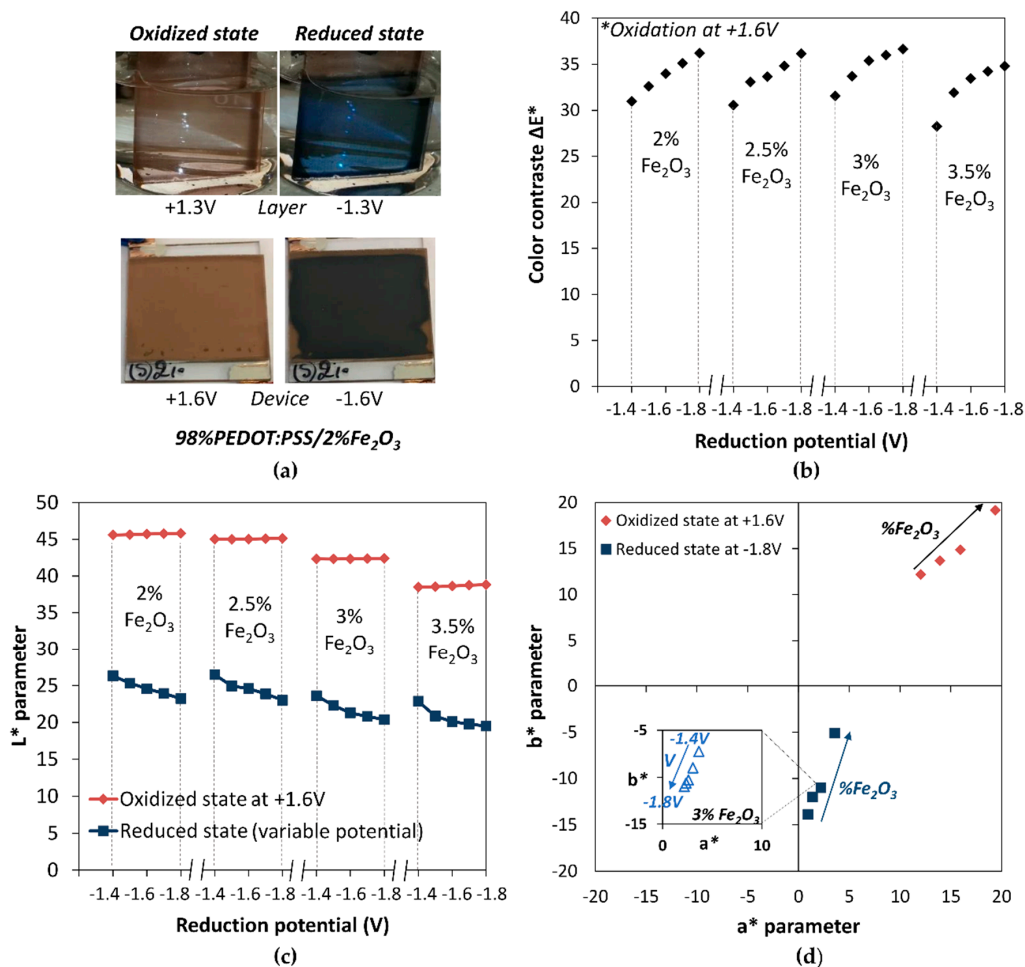 Oxidized state Reduced state
+1.3V Layer -1.3V
(S)2i० (S)2i०
+1.6V Device -1.6V
98%PEDOT:PSS/2%Fe₂O₃
(a)
*Oxidation at +1.6V
Color contraste ΔE*
40
35
30
25
20
15
10
5
0
2%
Fe₂O₃
2.5%
Fe₂O₃
3%
Fe₂O₃
3.5%
Fe₂O₃
-1.4 -1.6 -1.8 -1.4 -1.6 -1.8 -1.4 -1.6 -1.8 -1.4 -1.6 -1.8
Reduction potential (V)
(b)
L* parameter
50
45
40
35
30
25
20
15
10
5
0
2%
Fe₂O₃
2.5%
Fe₂O₃
3%
Fe₂O₃
3.5%
Fe₂O₃
Oxidized state at +1.6V
Reduced state (variable potential)
-1.4 -1.6 -1.8 -1.4 -1.6 -1.8 -1.4 -1.6 -1.8 -1.4 -1.6 -1.8
Reduction potential (V)
(c)
b* parameter
20
15
10
5
0
-5
-10
-15
-20
Oxidized state at +1.6V
Reduced state at -1.8V
%Fe₂O₃
%Fe₂O₃
-5
-1.4V
V
b*
-1.8V
-15
3% Fe₂O₃
0 a* 10
-20 -15 -10 -5 0 5 10 15 20
a* parameter
(d)